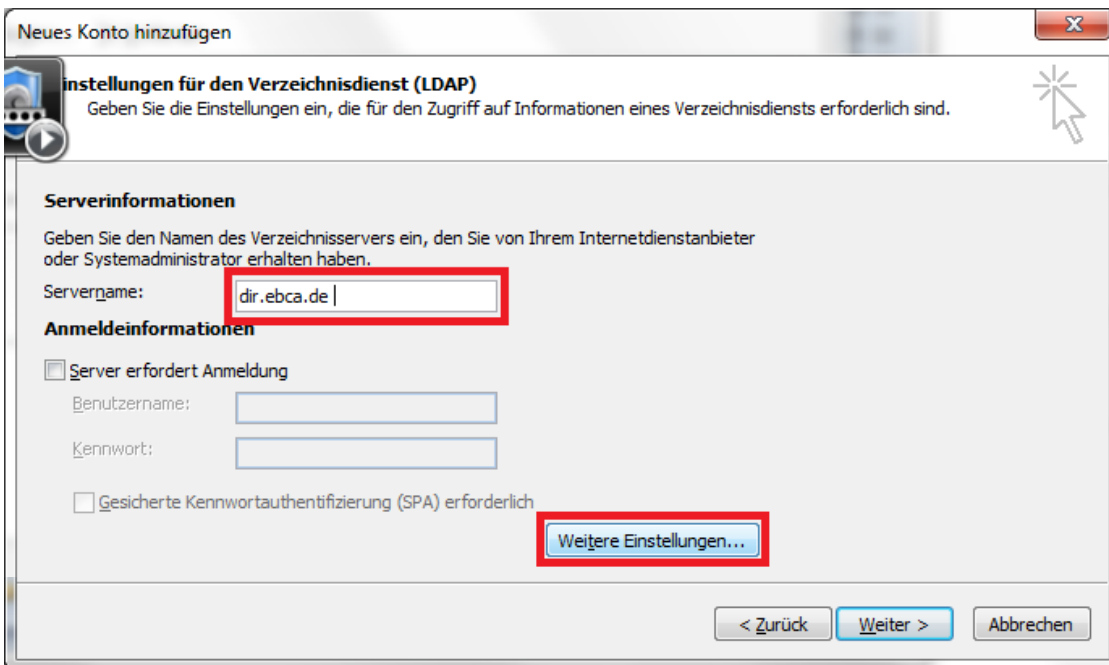 Neues Konto hinzufügen
instellungen für den Verzeichnisdienst (LDAP)
Geben Sie die Einstellungen ein, die für den Zugriff auf Informationen eines Verzeichnisdiensts erforderlich sind.
Serverinformationen
Geben Sie den Namen des Verzeichnisservers ein, den Sie von Ihrem Internetdienstanbieter
oder Systemadministrator erhalten haben.
Servername: dir.ebca.de
Anmeldeinformationen
Server erfordert Anmeldung
Benutzername:
Kennwort:
Gesicherte Kennwortauthentifizierung (SPA) erforderlich
Weitere Einstellungen...
< Zurück Weiter > Abbrechen